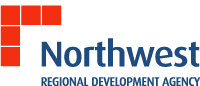 Northwest
REGIONAL DEVELOPMENT AGENCY